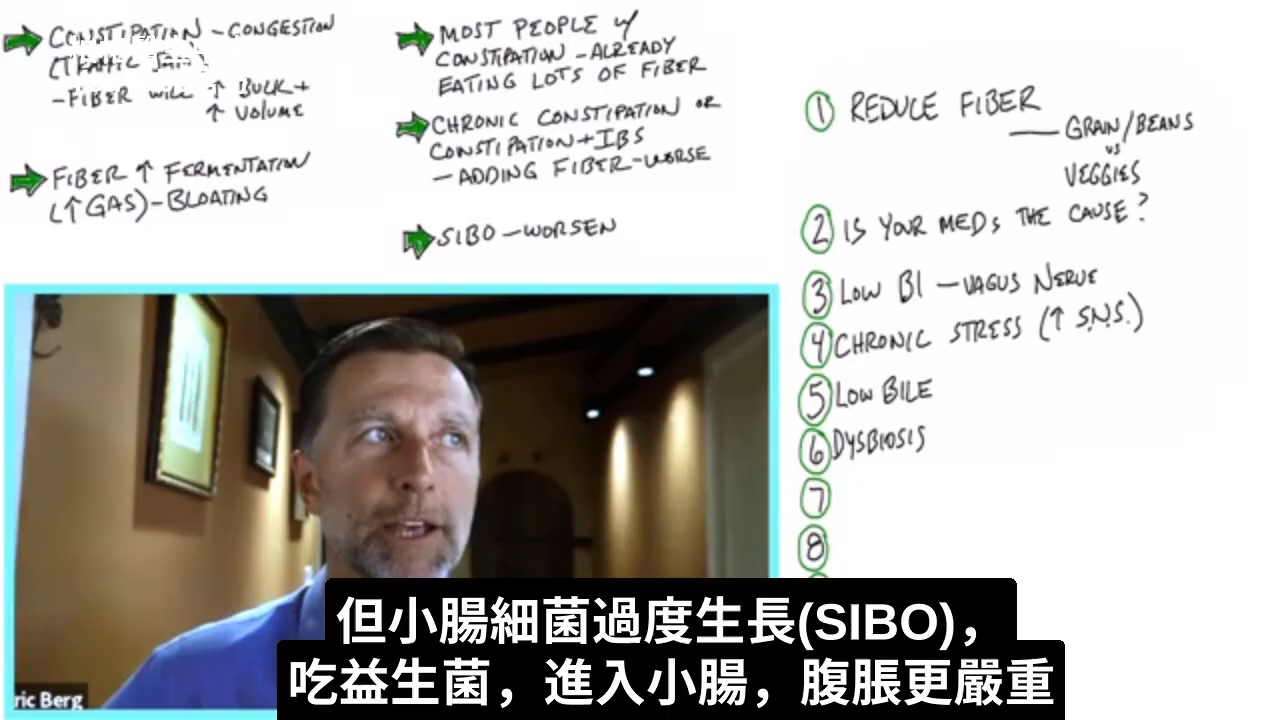 CONSTIPATION - CONGESTION
(TRAFFIC JAM)
- FIBER WILL ↑ BULK +
↑ VOLUME
FIBER ↑ FERMENTATION
(↑ GAS) - BLOATING
MOST PEOPLE w/
CONSTIPATION - ALREADY
EATING LOTS OF FIBER
CHRONIC CONSTIPATION OR
CONSTIPATION + IBS
- ADDING FIBER - WORSE
SIBO - WORSEN
1 REDUCE FIBER
— GRAIN/BEANS
vs
VEGGIES
2 IS YOUR MEDS THE CAUSE?
3 LOW B1 - VAGUS NERVE
4 CHRONIC STRESS (↑ S.N.S.)
5 LOW BILE
6 DYSBIOSIS
7
8
ric Berg
但小腸細菌過度生長(SIBO)，
吃益生菌，進入小腸，腹脹更嚴重